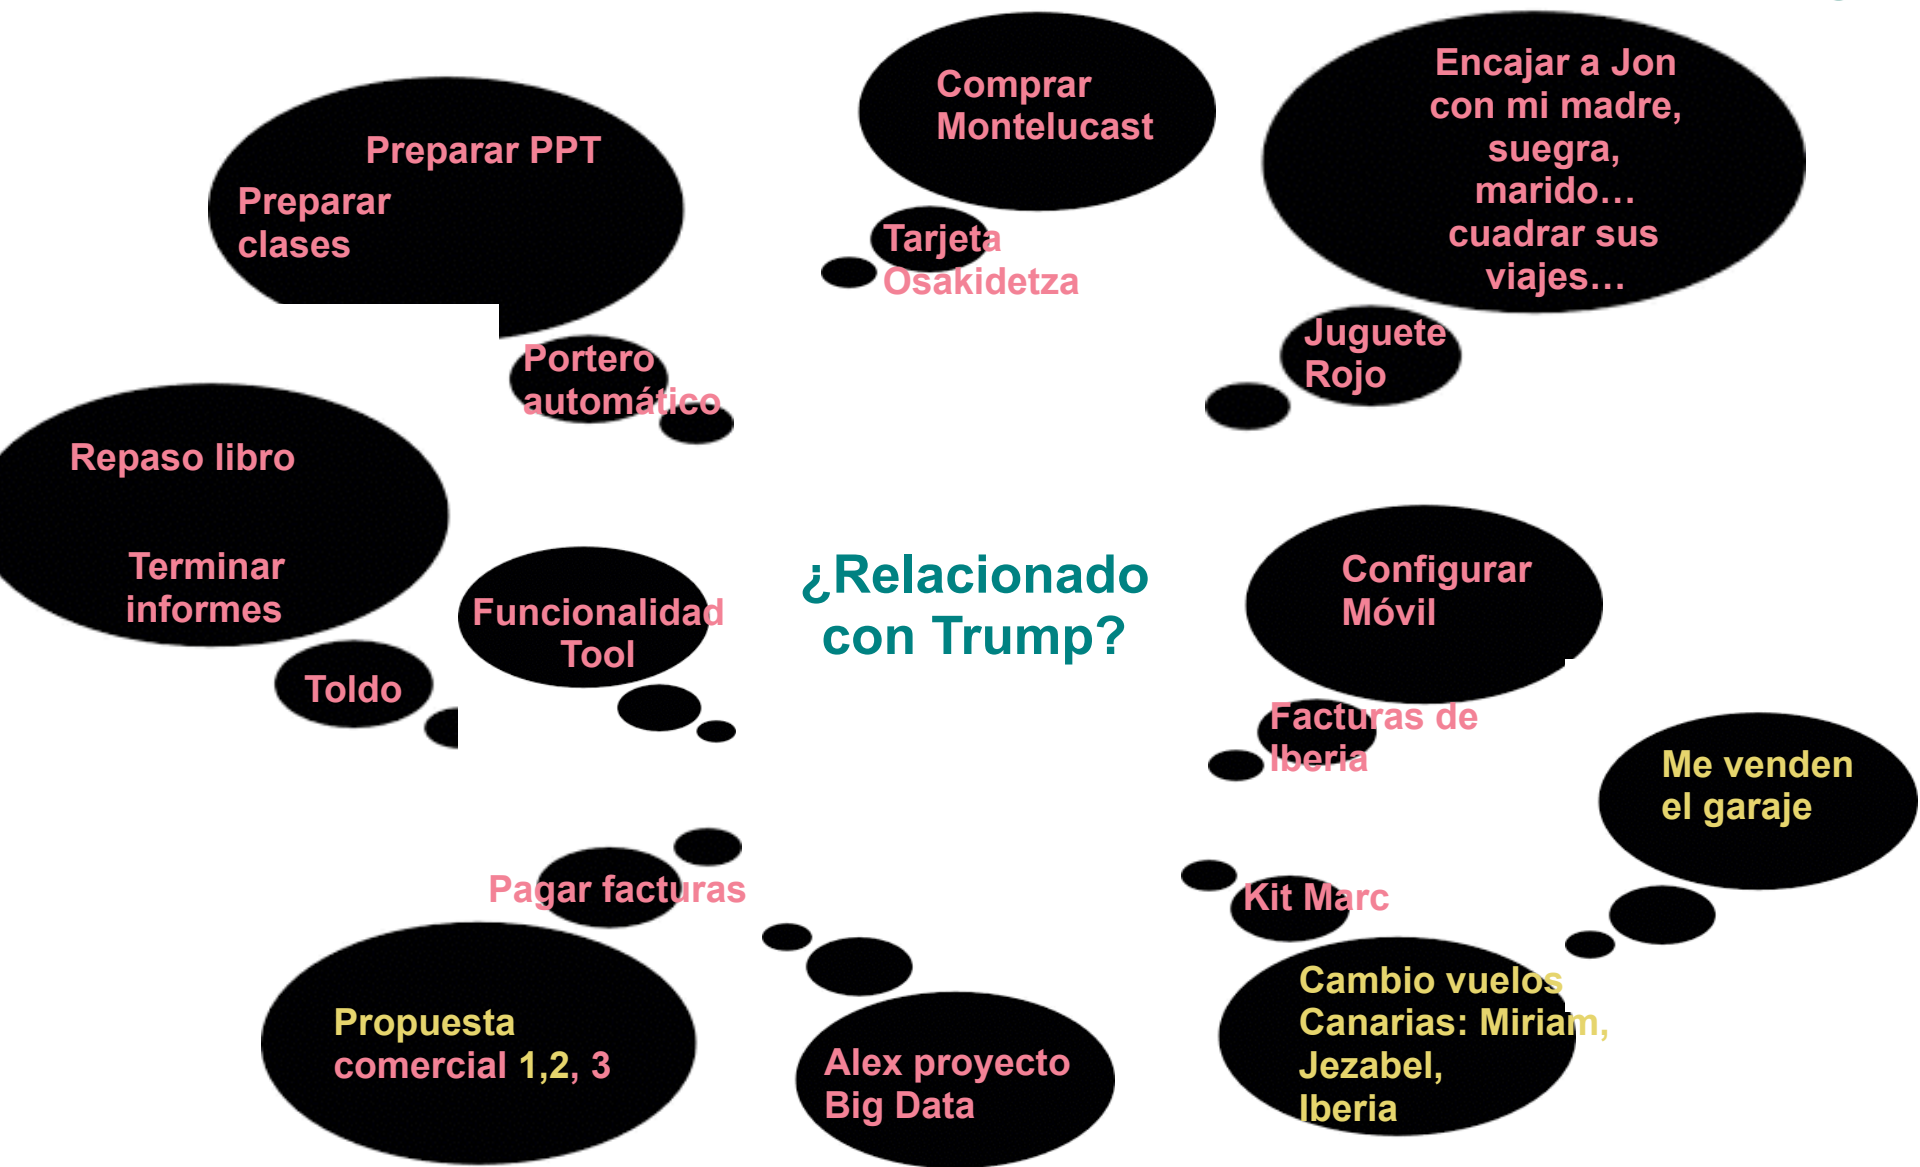 Preparar PPT
Preparar
clases
Portero
automático
Comprar
Montelucast
Tarjeta
Osakidetza
Encajar a Jon
con mi madre,
suegra,
marido…
cuadrar sus
viajes…
Juguete
Rojo
Repaso libro
Terminar
informes
Toldo
Funcionalidad
Tool
¿Relacionado
con Trump?
Configurar
Móvil
Facturas de
Iberia
Me venden
el garaje
Pagar facturas
Propuesta
comercial 1,2, 3
Alex proyecto
Big Data
Kit Marc
Cambio vuelos
Canarias: Miriam,
Jezabel,
Iberia